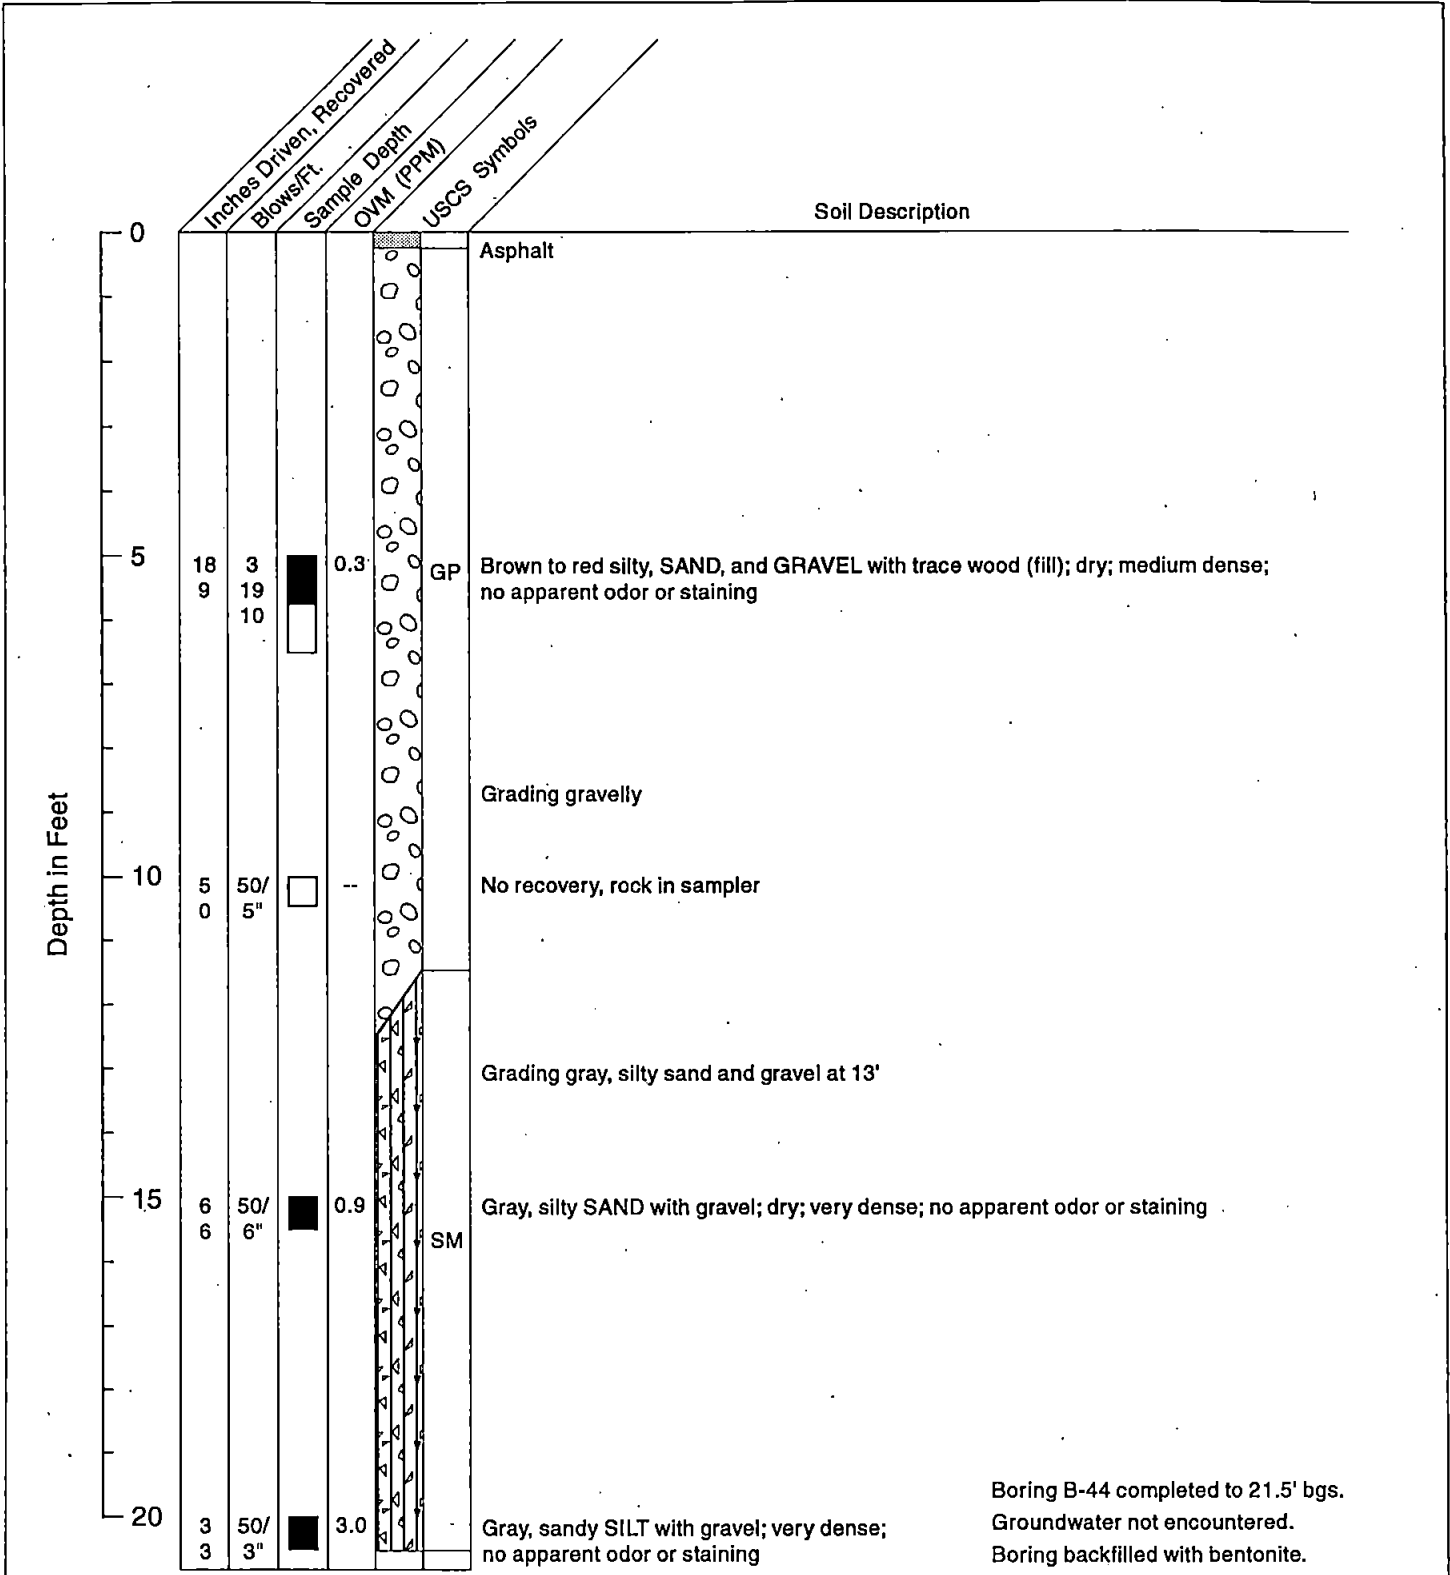 Inches Driven, Recovered
Blows/Ft.
Sample Depth
OVM (PPM)
USCS Symbols
Soil Description
Depth in Feet
0
Asphalt
5
18
9
3
19
10
0.3
GP
Brown to red silty, SAND, and GRAVEL with trace wood (fill); dry; medium dense;
no apparent odor or staining
Grading gravelly
10
5
0
50/
5"
--
No recovery, rock in sampler
Grading gray, silty sand and gravel at 13'
15
6
6
50/
6"
0.9
SM
Gray, silty SAND with gravel; dry; very dense; no apparent odor or staining
20
3
3
50/
3"
3.0
Gray, sandy SILT with gravel; very dense;
no apparent odor or staining
Boring B-44 completed to 21.5' bgs.
Groundwater not encountered.
Boring backfilled with bentonite.